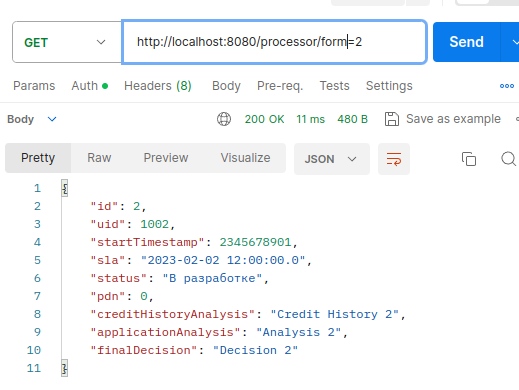 GET http://localhost:8080/processor/form=2 Send
Params Auth Headers (8) Body Pre-req. Tests Settings
Body 200 OK 11 ms 480 B Save as example
Pretty Raw Preview Visualize JSON
1 {
2 "id": 2,
3 "uid": 1002,
4 "startTimestamp": 2345678901,
5 "sla": "2023-02-02 12:00:00.0",
6 "status": "В разработке",
7 "pdn": 0,
8 "creditHistoryAnalysis": "Credit History 2",
9 "applicationAnalysis": "Analysis 2",
10 "finalDecision": "Decision 2"
11 }